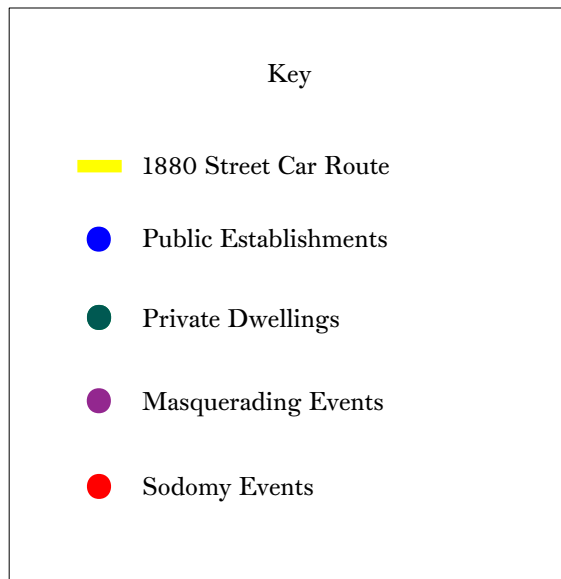 Key
1880 Street Car Route
Public Establishments
Private Dwellings
Masquerading Events
Sodomy Events